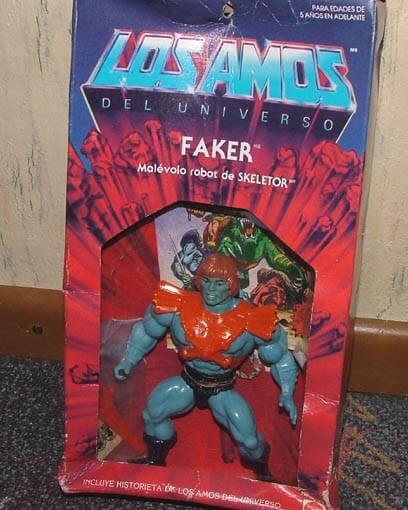 PARA EDADES DE
5 AÑOS EN ADELANTE
LOS AMOS
DEL UNIVERSO
FAKER
Malévolo robot de SKELETOR
INCLUYE HISTORIETA DE LOS AMOS DEL UNIVERSO